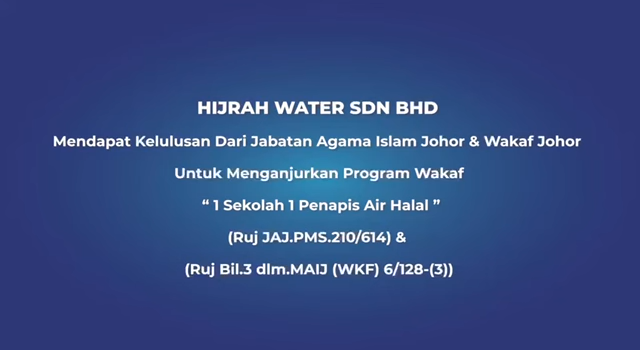 HIJRAH WATER SDN BHD
Mendapat Kelulusan Dari Jabatan Agama Islam Johor & Wakaf Johor
Untuk Menganjurkan Program Wakaf
“ 1 Sekolah 1 Penapis Air Halal ”
(Ruj JAJ.PMS.210/614) &
(Ruj Bil.3 dlm.MAIJ (WKF) 6/128-(3))